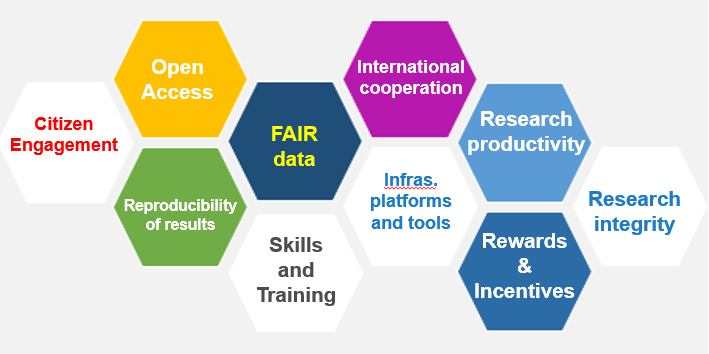 Open
Access
International
cooperation
Citizen
Engagement
FAIR
data
Research
productivity
Reproducibility
of results
Infras.
platforms
and tools
Research
integrity
Skills
and
Training
Rewards
&
Incentives